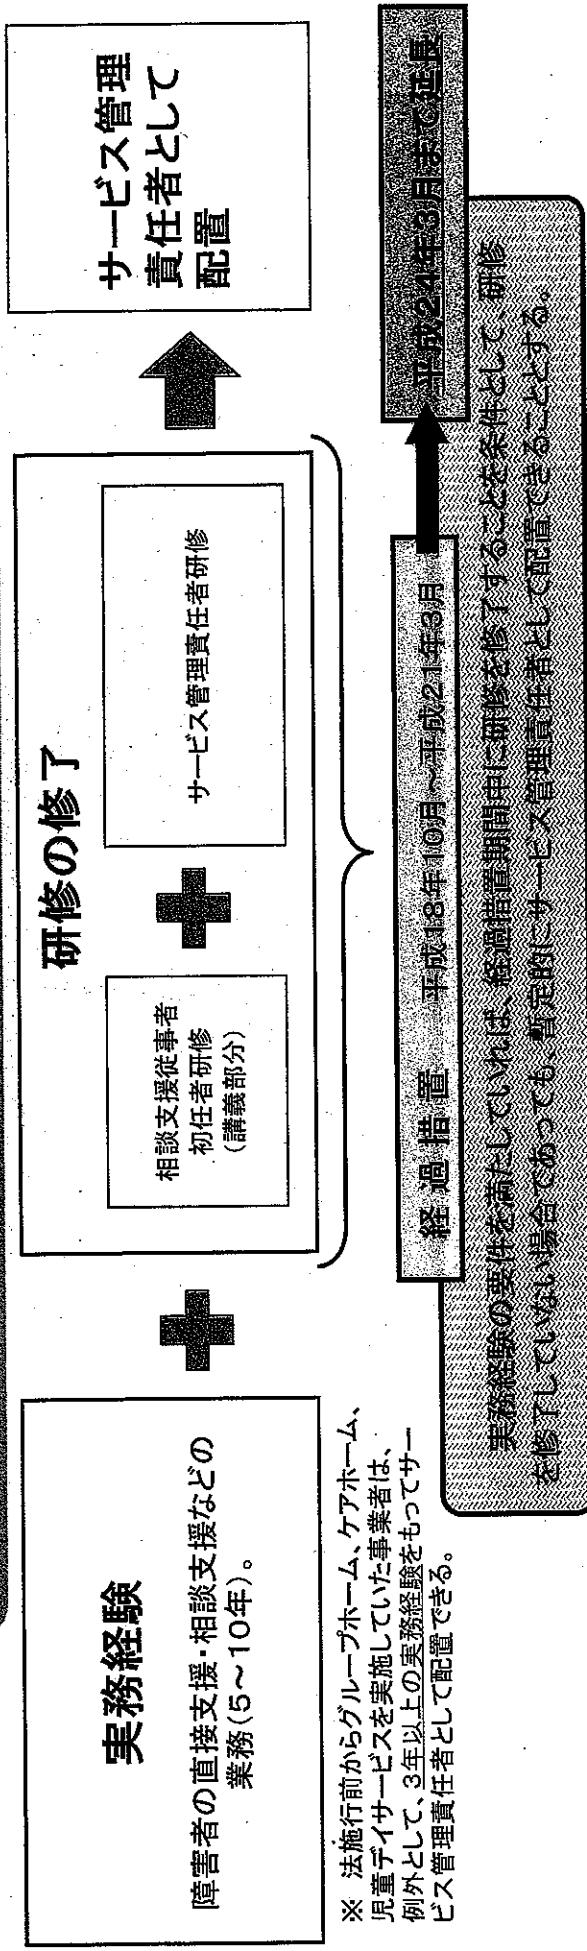 実務経験
障害者の直接支援・相談支援などの
業務(5~10年)。
※ 法施行前からグループホーム、ケアホーム、
児童デイサービスを実施していた事業者は、
例外として、3年以上の実務経験をもってサー
ビス管理責任者として配置できる。
研修の修了
相談支援従事者
初任者研修
(講義部分)
サービス管理責任者研修
サービス管理
責任者として
配置
経過措置 平成18年10月~平成21年3月
平成24年3月まで延長
実務経験の要件を満たしていれば、経過措置期間中に研修を修了することを条件として、研修
を修了していない場合であっても、暫定的にサービス管理責任者として配置できることとする。